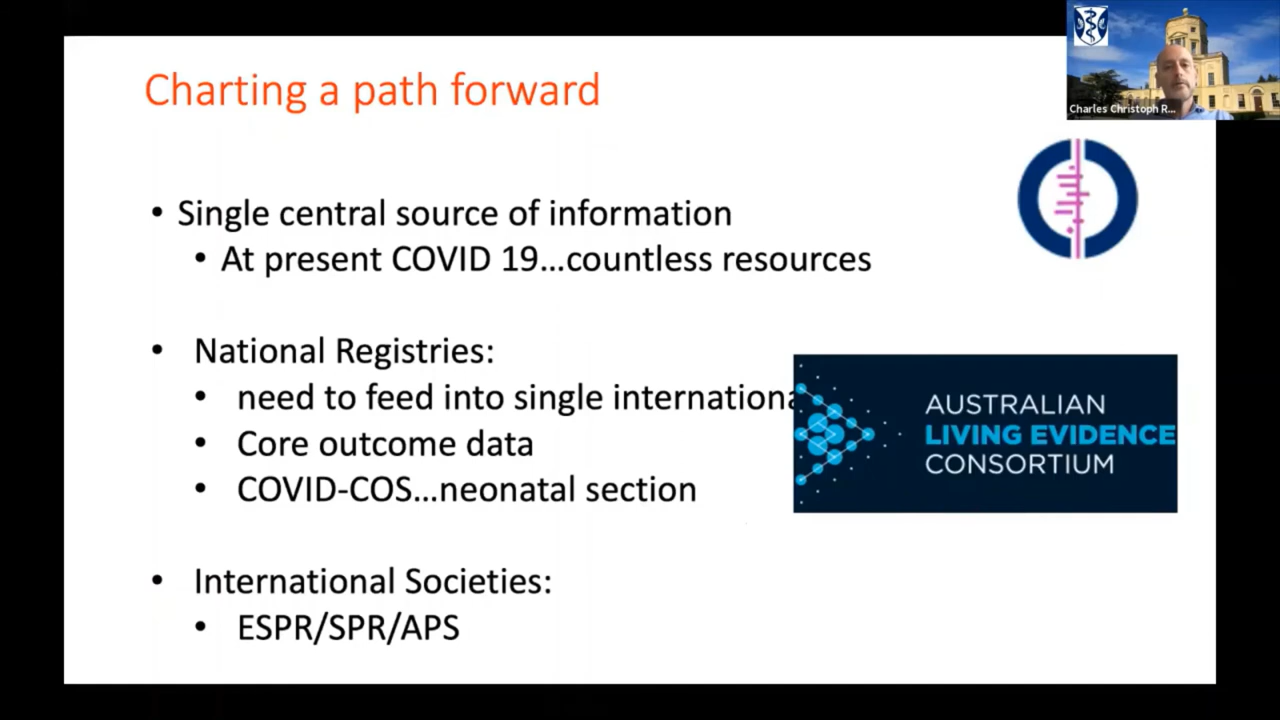 Charting a path forward
Charles Christoph R...
• Single central source of information
• At present COVID 19...countless resources
• National Registries:
• need to feed into single internationa
• Core outcome data
• COVID-COS...neonatal section
AUSTRALIAN
LIVING EVIDENCE
CONSORTIUM
• International Societies:
• ESPR/SPR/APS